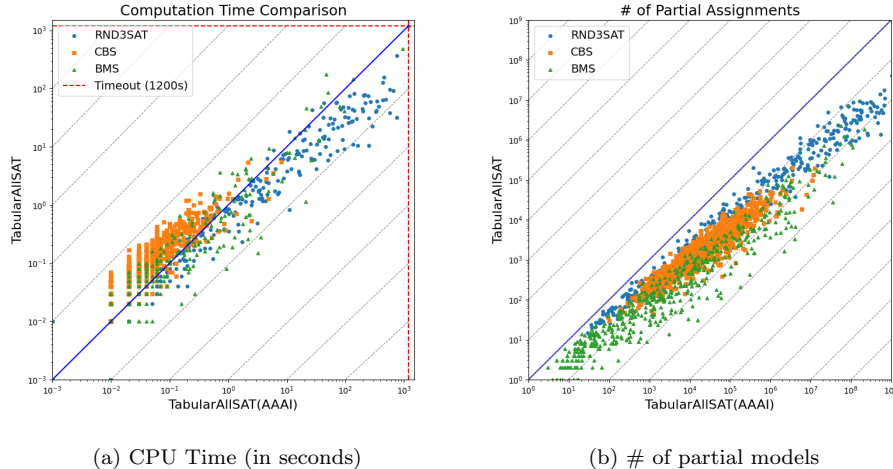 Computation Time Comparison
RND3SAT
CBS
BMS
Timeout (1200s)
TabularAllSAT
10³
10²
10¹
10⁰
10⁻¹
10⁻²
10⁻³
10⁻³ 10⁻² 10⁻¹ 10⁰ 10¹ 10² 10³
TabularAllSAT(AAAI)
(a) CPU Time (in seconds)
# of Partial Assignments
RND3SAT
CBS
BMS
TabularAllSAT
10⁹
10⁸
10⁷
10⁶
10⁵
10⁴
10³
10²
10¹
10⁰
10⁰ 10¹ 10² 10³ 10⁴ 10⁵ 10⁶ 10⁷ 10⁸ 10⁹
TabularAllSAT(AAAI)
(b) # of partial models